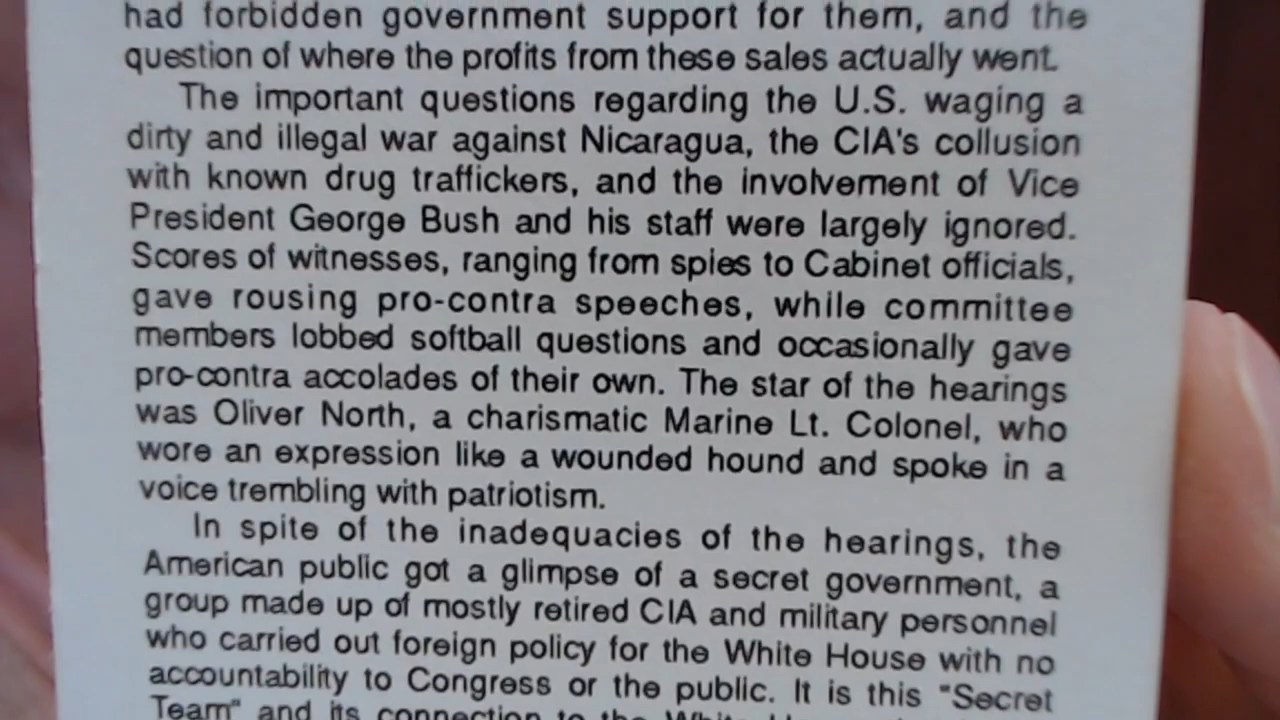 had forbidden government support for them, and the
question of where the profits from these sales actually went.
The important questions regarding the U.S. waging a
dirty and illegal war against Nicaragua, the CIA's collusion
with known drug traffickers, and the involvement of Vice
President George Bush and his staff were largely ignored.
Scores of witnesses, ranging from spies to Cabinet officials,
gave rousing pro-contra speeches, while committee
members lobbed softball questions and occasionally gave
pro-contra accolades of their own. The star of the hearings
was Oliver North, a charismatic Marine Lt. Colonel, who
wore an expression like a wounded hound and spoke in a
voice trembling with patriotism.
In spite of the inadequacies of the hearings, the
American public got a glimpse of a secret government, a
group made up of mostly retired CIA and military personnel
who carried out foreign policy for the White House with no
accountability to Congress or the public. It is this "Secret
Team" and its connection to the White